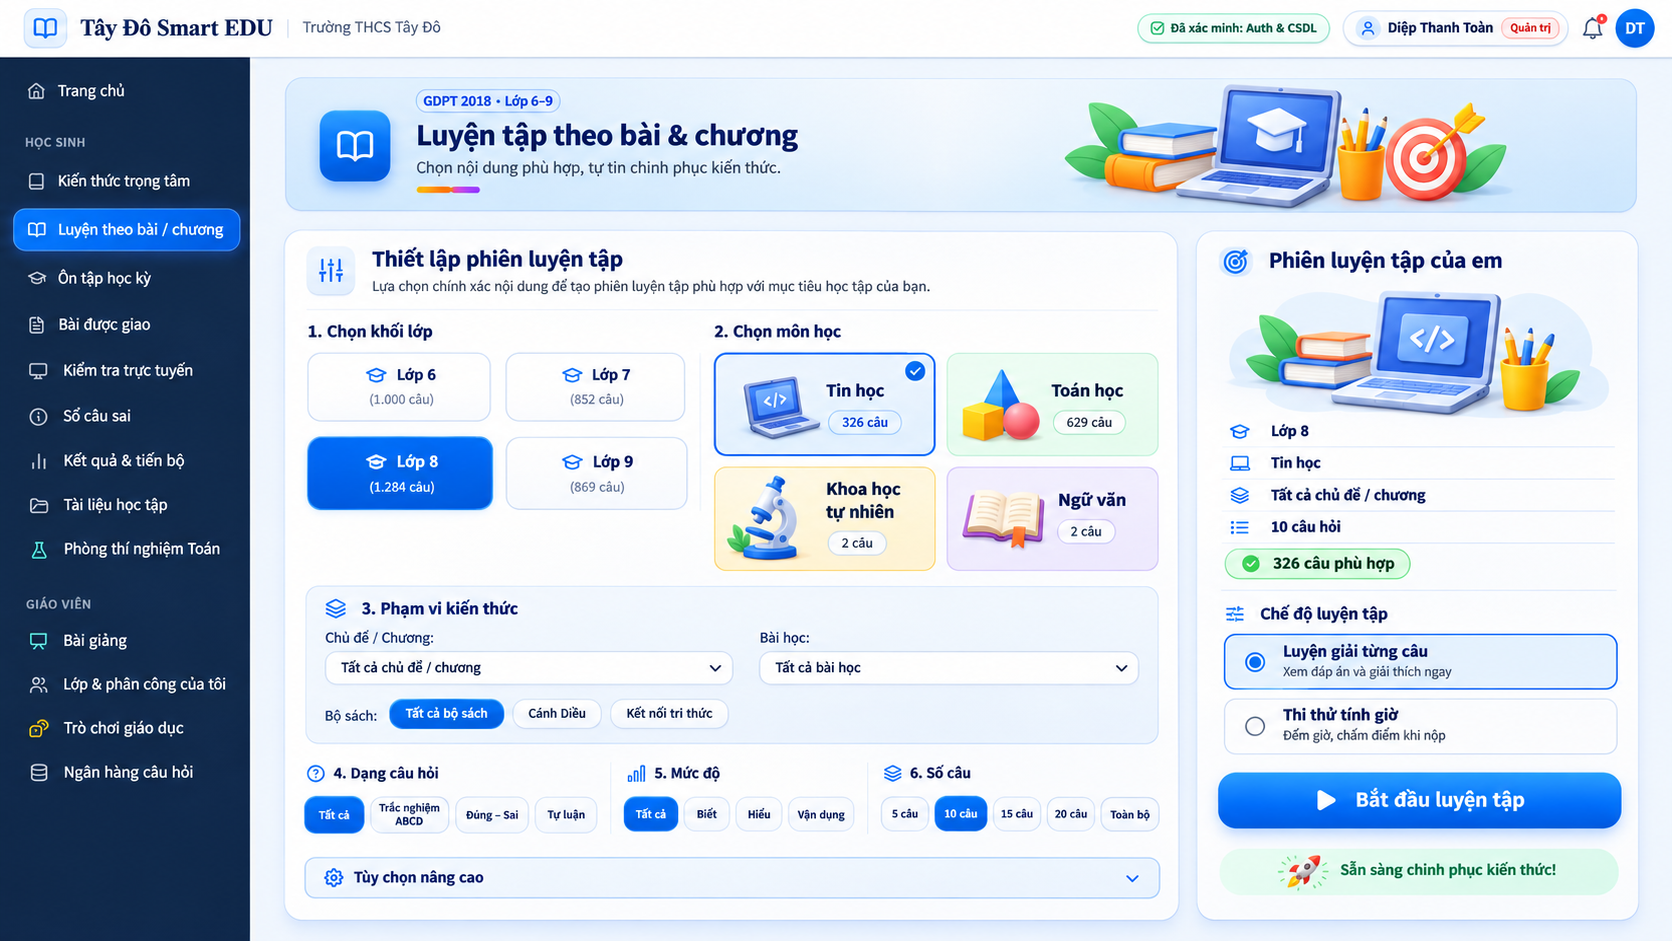 Tây Đô Smart EDU
Trường THCS Tây Đô
Đã xác minh: Auth & CSDL
Diệp Thanh Toàn
Quản trị
DT
Trang chủ
HỌC SINH
Kiến thức trọng tâm
Luyện theo bài / chương
Ôn tập học kỳ
Bài được giao
Kiểm tra trực tuyến
Sổ câu sai
Kết quả & tiến bộ
Tài liệu học tập
Phòng thí nghiệm Toán
GIÁO VIÊN
Bài giảng
Lớp & phân công của tôi
Trò chơi giáo dục
Ngân hàng câu hỏi
GDPT 2018 • Lớp 6–9
Luyện tập theo bài & chương
Chọn nội dung phù hợp, tự tin chinh phục kiến thức.
Thiết lập phiên luyện tập
Lựa chọn chính xác nội dung để tạo phiên luyện tập phù hợp với mục tiêu học tập của bạn.
1. Chọn khối lớp
Lớp 6
(1.000 câu)
Lớp 7
(852 câu)
Lớp 8
(1.284 câu)
Lớp 9
(869 câu)
2. Chọn môn học
</>
Tin học
326 câu
Toán học
629 câu
Khoa học
tự nhiên
2 câu
Ngữ văn
2 câu
3. Phạm vi kiến thức
Chủ đề / Chương:
Tất cả chủ đề / chương
Bài học:
Tất cả bài học
Bộ sách:
Tất cả bộ sách
Cánh Diều
Kết nối tri thức
4. Dạng câu hỏi
Tất cả
Trắc nghiệm
ABCD
Đúng – Sai
Tự luận
5. Mức độ
Tất cả
Biết
Hiểu
Vận dụng
6. Số câu
5 câu
10 câu
15 câu
20 câu
Toàn bộ
Tùy chọn nâng cao
Phiên luyện tập của em
</>
Lớp 8
Tin học
Tất cả chủ đề / chương
10 câu hỏi
326 câu phù hợp
Chế độ luyện tập
Luyện giải từng câu
Xem đáp án và giải thích ngay
Thi thử tính giờ
Đếm giờ, chấm điểm khi nộp
Bắt đầu luyện tập
Sẵn sàng chinh phục kiến thức!